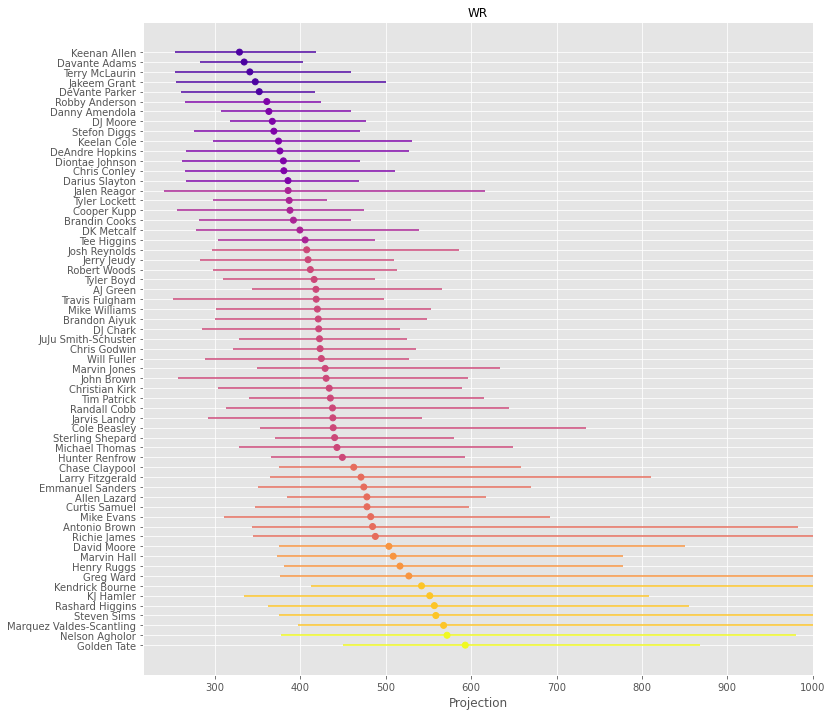 WR
Keenan Allen
Davante Adams
Terry McLaurin
Jakeem Grant
DeVante Parker
Robby Anderson
Danny Amendola
DJ Moore
Stefon Diggs
Keelan Cole
DeAndre Hopkins
Diontae Johnson
Chris Conley
Darius Slayton
Jalen Reagor
Tyler Lockett
Cooper Kupp
Brandin Cooks
DK Metcalf
Tee Higgins
Josh Reynolds
Jerry Jeudy
Robert Woods
Tyler Boyd
AJ Green
Travis Fulgham
Mike Williams
Brandon Aiyuk
DJ Chark
JuJu Smith-Schuster
Chris Godwin
Will Fuller
Marvin Jones
John Brown
Christian Kirk
Tim Patrick
Randall Cobb
Jarvis Landry
Cole Beasley
Sterling Shepard
Michael Thomas
Hunter Renfrow
Chase Claypool
Larry Fitzgerald
Emmanuel Sanders
Allen Lazard
Curtis Samuel
Mike Evans
Antonio Brown
Richie James
David Moore
Marvin Hall
Henry Ruggs
Greg Ward
Kendrick Bourne
KJ Hamler
Rashard Higgins
Steven Sims
Marquez Valdes-Scantling
Nelson Agholor
Golden Tate
300 400 500 600 700 800 900 1000
Projection